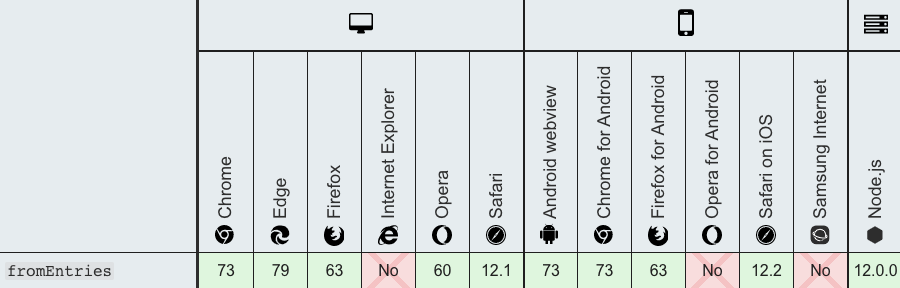 Chrome
Edge
Firefox
Internet Explorer
Opera
Safari
Android webview
Chrome for Android
Firefox for Android
Opera for Android
Safari on iOS
Samsung Internet
Node.js
fromEntries 73 79 63 No 60 12.1 73 73 63 No 12.2 No 12.0.0